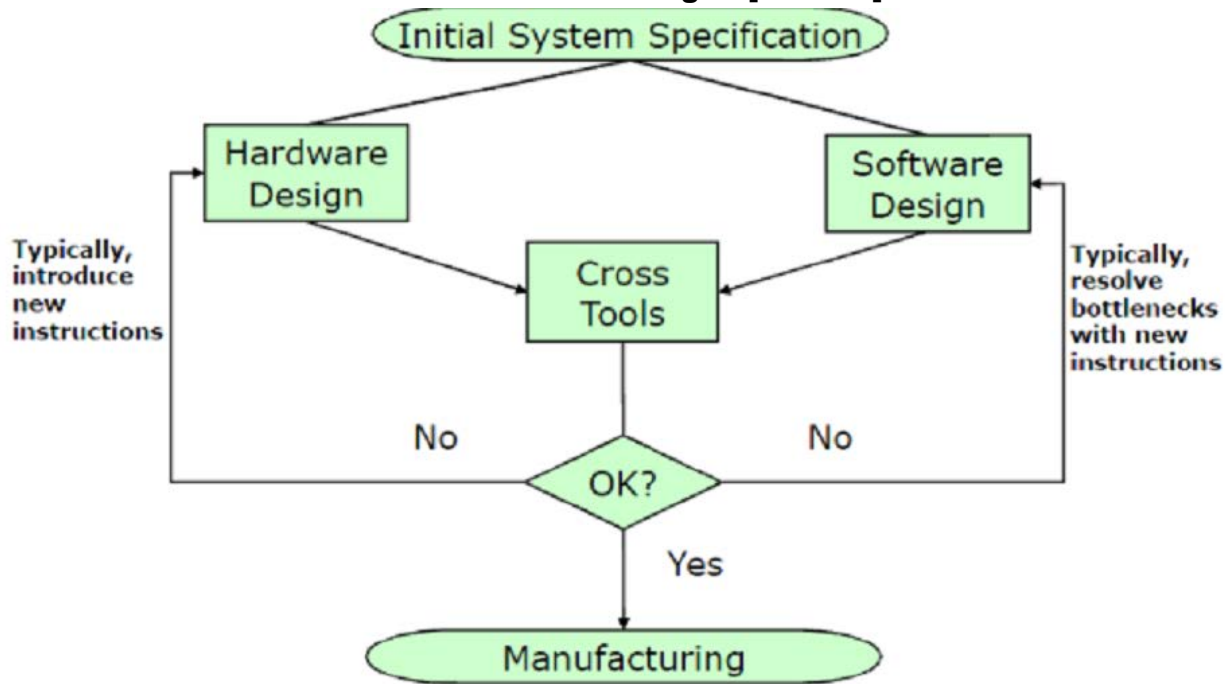 Initial System Specification
Hardware
Design
Software
Design
Typically,
introduce
new
instructions
Cross
Tools
Typically,
resolve
bottlenecks
with new
instructions
No
No
OK?
Yes
Manufacturing